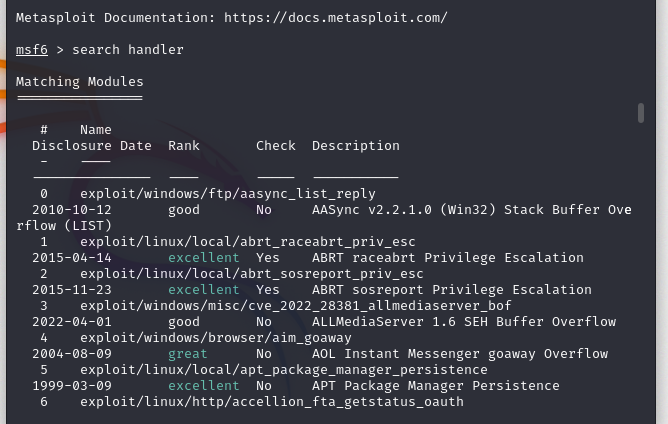 Metasploit Documentation: https://docs.metasploit.com/
msf6 > search handler
Matching Modules
================
#    Name
Disclosure Date  Rank       Check  Description
-    ----
---------------  ----       -----  -----------
0    exploit/windows/ftp/aasync_list_reply
2010-10-12       good       No     AASync v2.2.1.0 (Win32) Stack Buffer Ove
rflow (LIST)
1    exploit/linux/local/abrt_raceabrt_priv_esc
2015-04-14       excellent  Yes    ABRT raceabrt Privilege Escalation
2    exploit/linux/local/abrt_sosreport_priv_esc
2015-11-23       excellent  Yes    ABRT sosreport Privilege Escalation
3    exploit/windows/misc/cve_2022_28381_allmediaserver_bof
2022-04-01       good       No     ALLMediaServer 1.6 SEH Buffer Overflow
4    exploit/windows/browser/aim_goaway
2004-08-09       great      No     AOL Instant Messenger goaway Overflow
5    exploit/linux/local/apt_package_manager_persistence
1999-03-09       excellent  No     APT Package Manager Persistence
6    exploit/linux/http/accellion_fta_getstatus_oauth